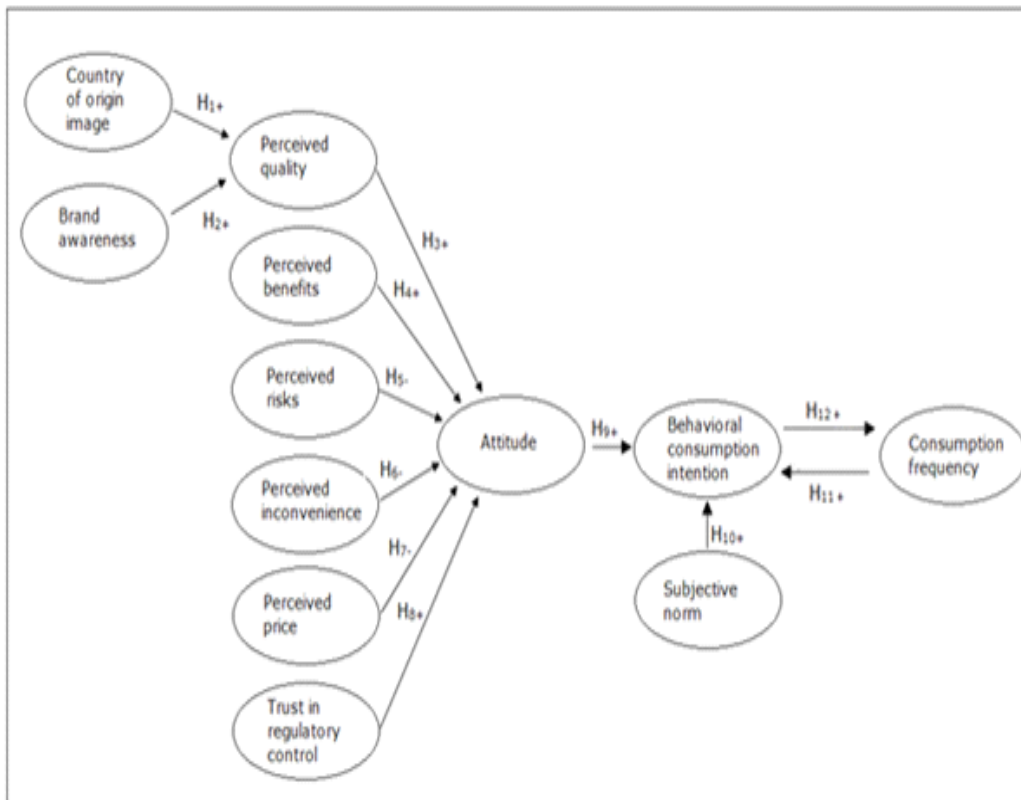 Country
of origin
image
H1+
Perceived
quality
Brand
awareness
H2+
H3+
Perceived
benefits
H4+
Perceived
risks
H5-
Attitude
H9+
Behavioral
consumption
intention
H12+
Consumption
frequency
H11+
Perceived
inconvenience
H6-
H7-
H10+
Subjective
norm
Perceived
price
H8+
Trust in
regulatory
control